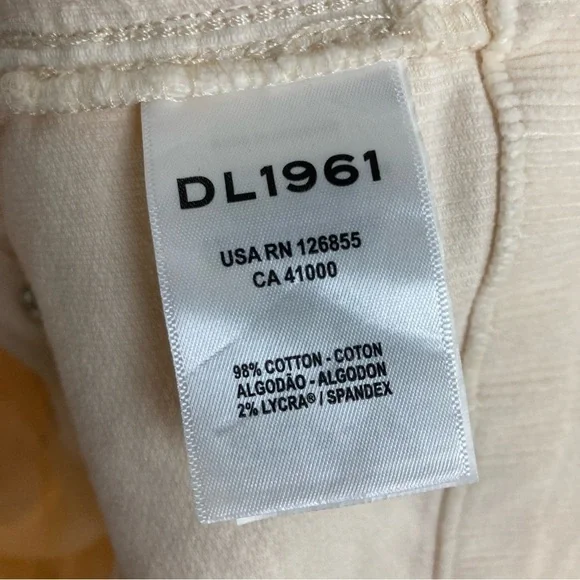 DL1961
USA RN 126855
CA 41000
98% COTTON - COTON
ALGODÃO - ALGODON
2% LYCRA® / SPANDEX